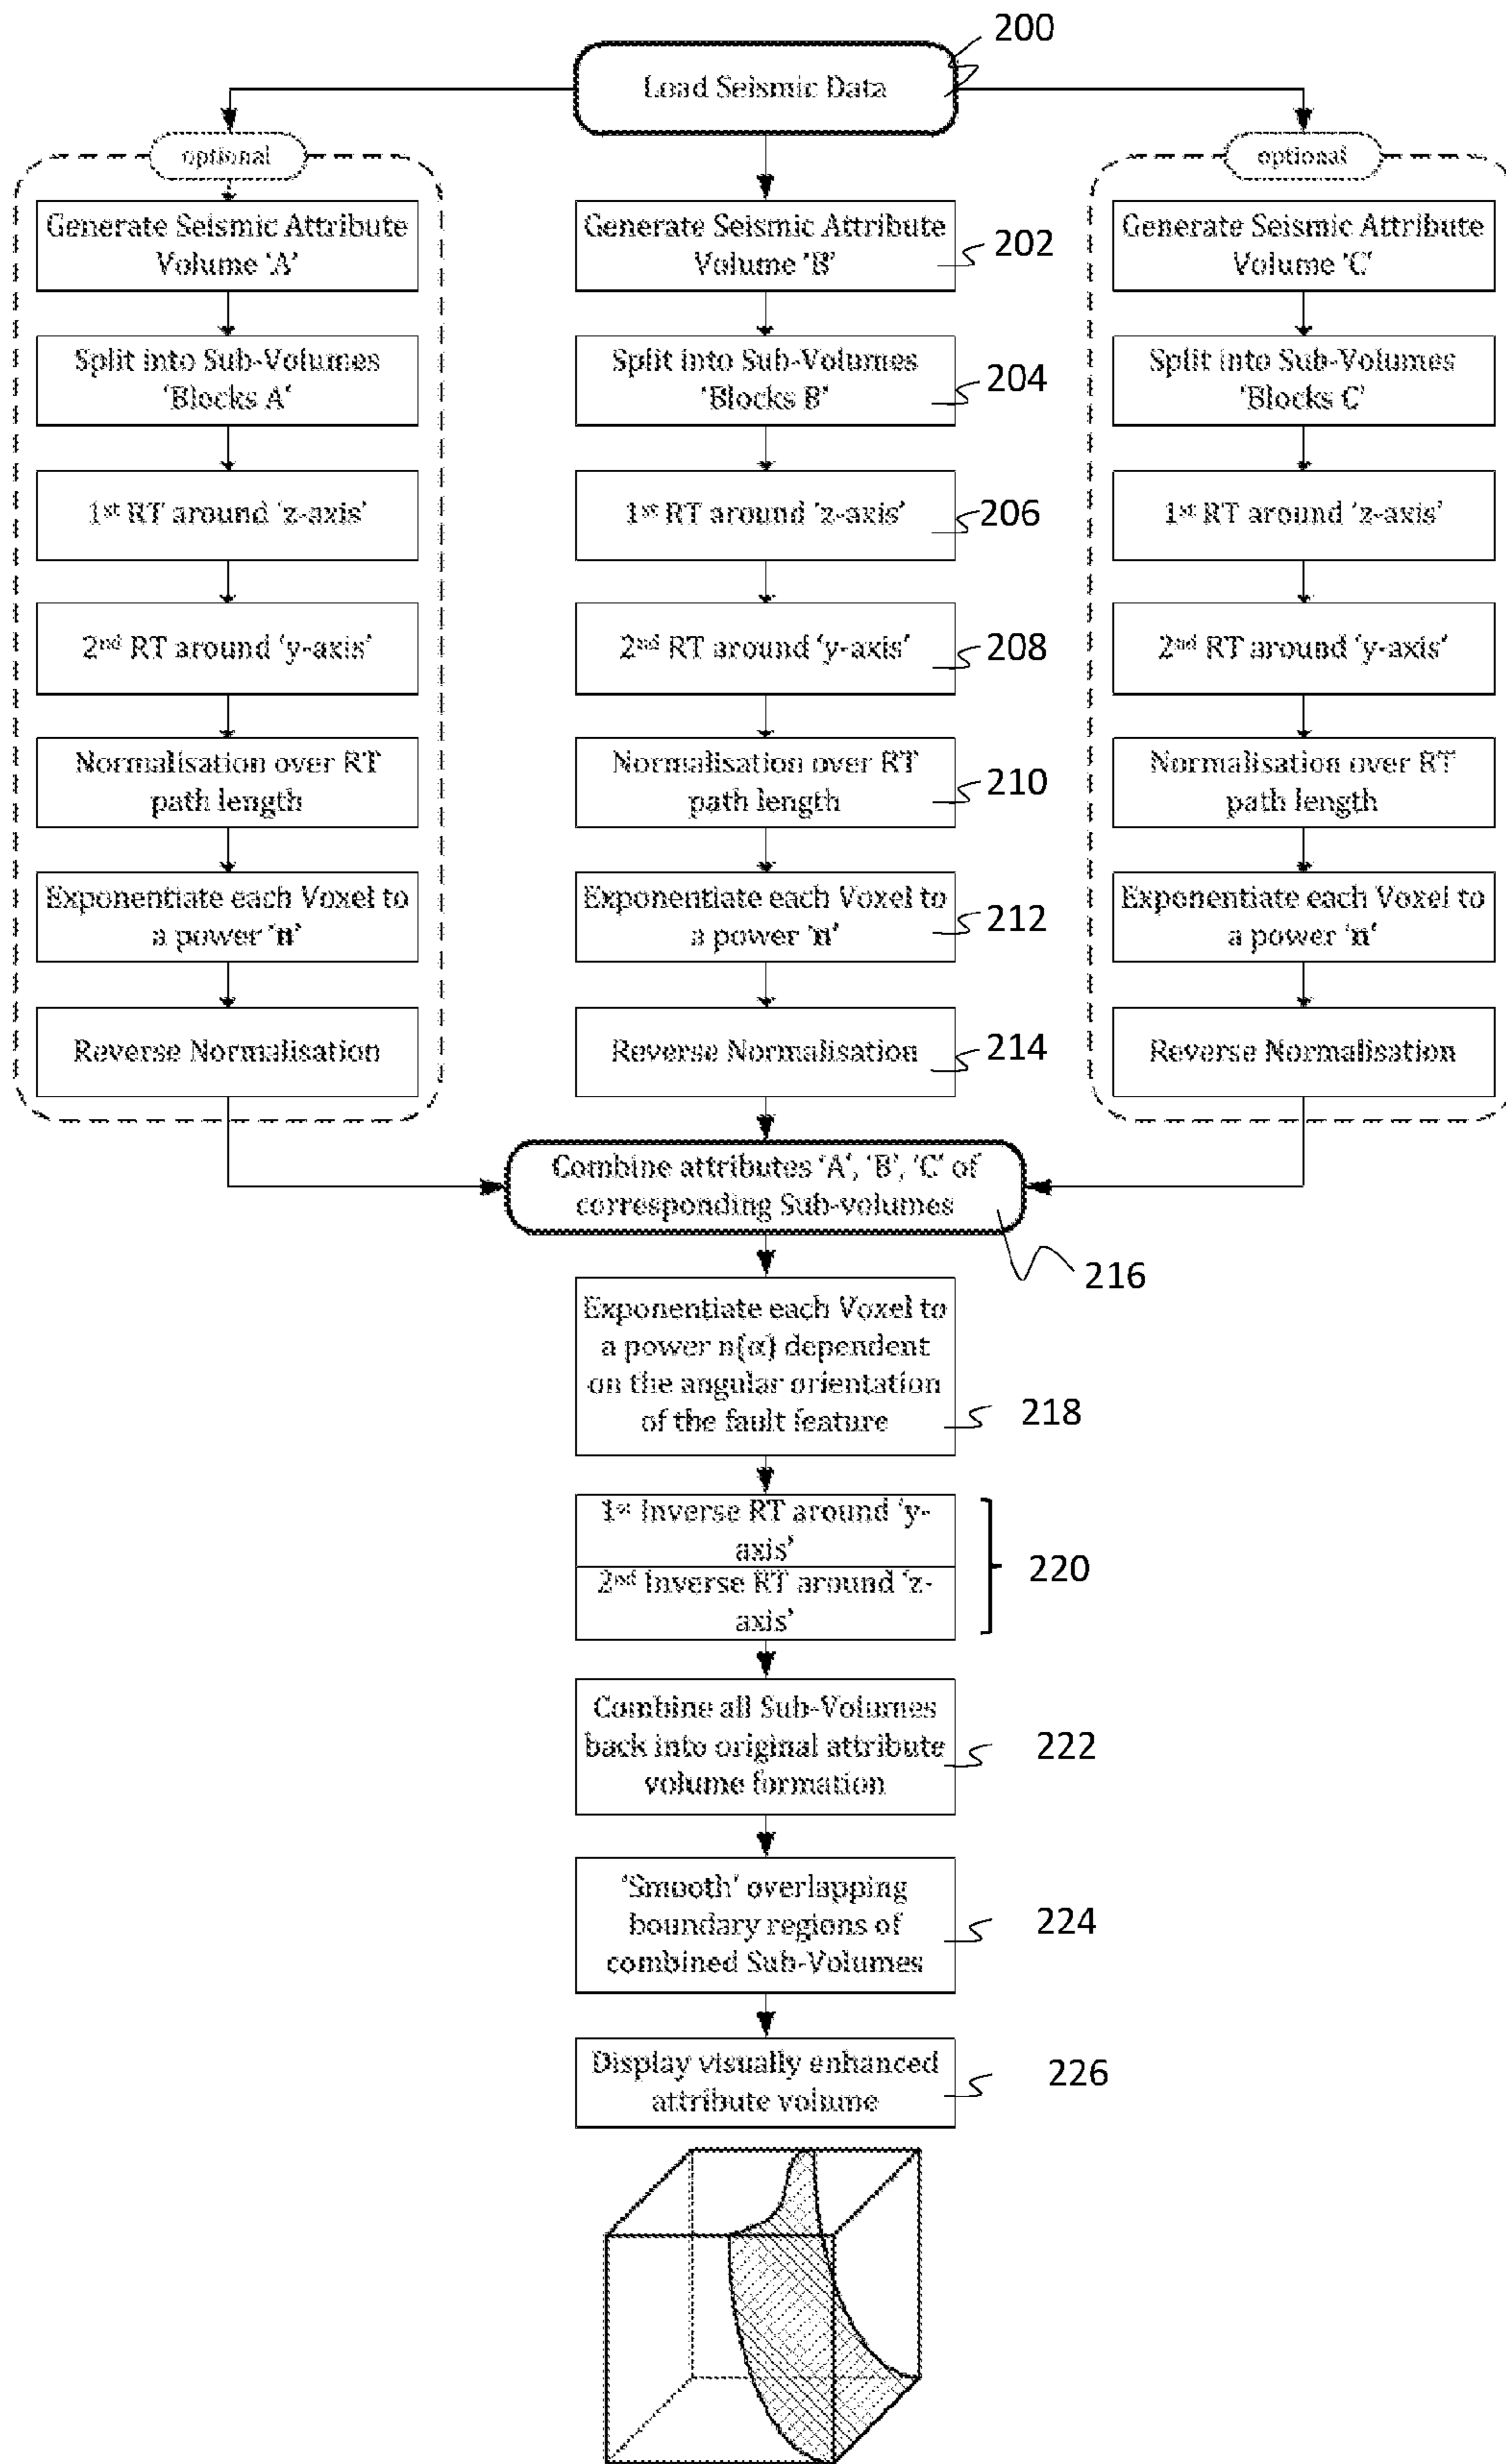 200
Load Seismic Data
optional
Generate Seismic Attribute
Volume 'A'
Split into Sub-Volumes
'Blocks A'
1st RT around 'z-axis'
2nd RT around 'y-axis'
Normalisation over RT
path length
Exponentiate each Voxel to
a power 'n'
Reverse Normalisation
Generate Seismic Attribute
Volume 'B'
202
Split into Sub-Volumes
'Blocks B'
204
1st RT around 'z-axis'
206
2nd RT around 'y-axis'
208
Normalisation over RT
path length
210
Exponentiate each Voxel to
a power 'n'
212
Reverse Normalisation
214
optional
Generate Seismic Attribute
Volume 'C'
Split into Sub-Volumes
'Blocks C'
1st RT around 'z-axis'
2nd RT around 'y-axis'
Normalisation over RT
path length
Exponentiate each Voxel to
a power 'n'
Reverse Normalisation
Combine attributes 'A', 'B', 'C' of
corresponding Sub-volumes
216
Exponentiate each Voxel to
a power n(α) dependent
on the angular orientation
of the fault feature
218
1st Inverse RT around 'y-
axis'
2nd Inverse RT around 'z-
axis'
220
Combine all Sub-Volumes
back into original attribute
volume formation
222
'Smooth' overlapping
boundary regions of
combined Sub-Volumes
224
Display visually enhanced
attribute volume
226